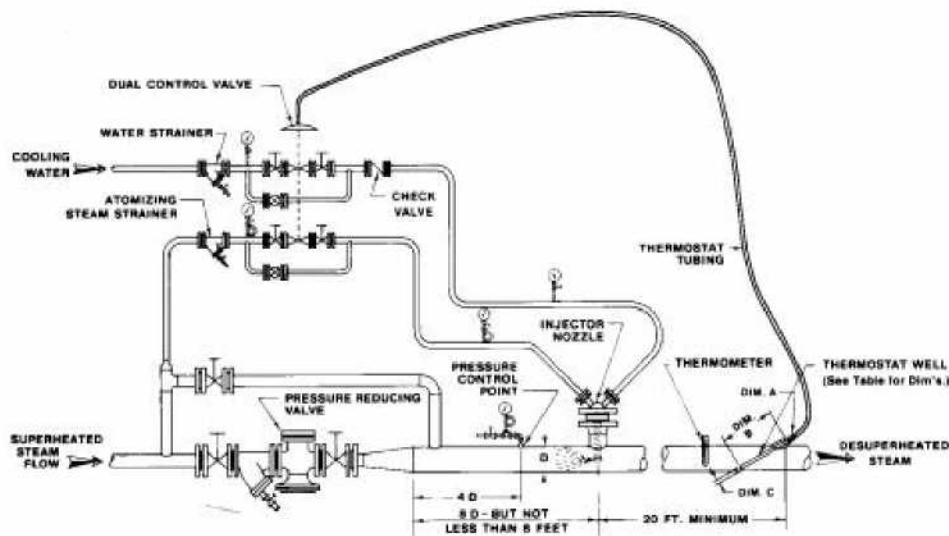 DUAL CONTROL VALVE
WATER STRAINER
COOLING
WATER
ATOMIZING
STEAM STRAINER
CHECK
VALVE
THERMOSTAT
TUBING
INJECTOR
NOZZLE
THERMOMETER
THERMOSTAT WELL
(See Table for Dim's.)
PRESSURE
CONTROL
POINT
DIM. A
DIM.
B
PRESSURE REDUCING
VALVE
SUPERHEATED
STEAM
FLOW
D
DESUPERHEATED
STEAM
DIM. C
4 D
8 D - BUT NOT
LESS THAN 6 FEET
20 FT. MINIMUM